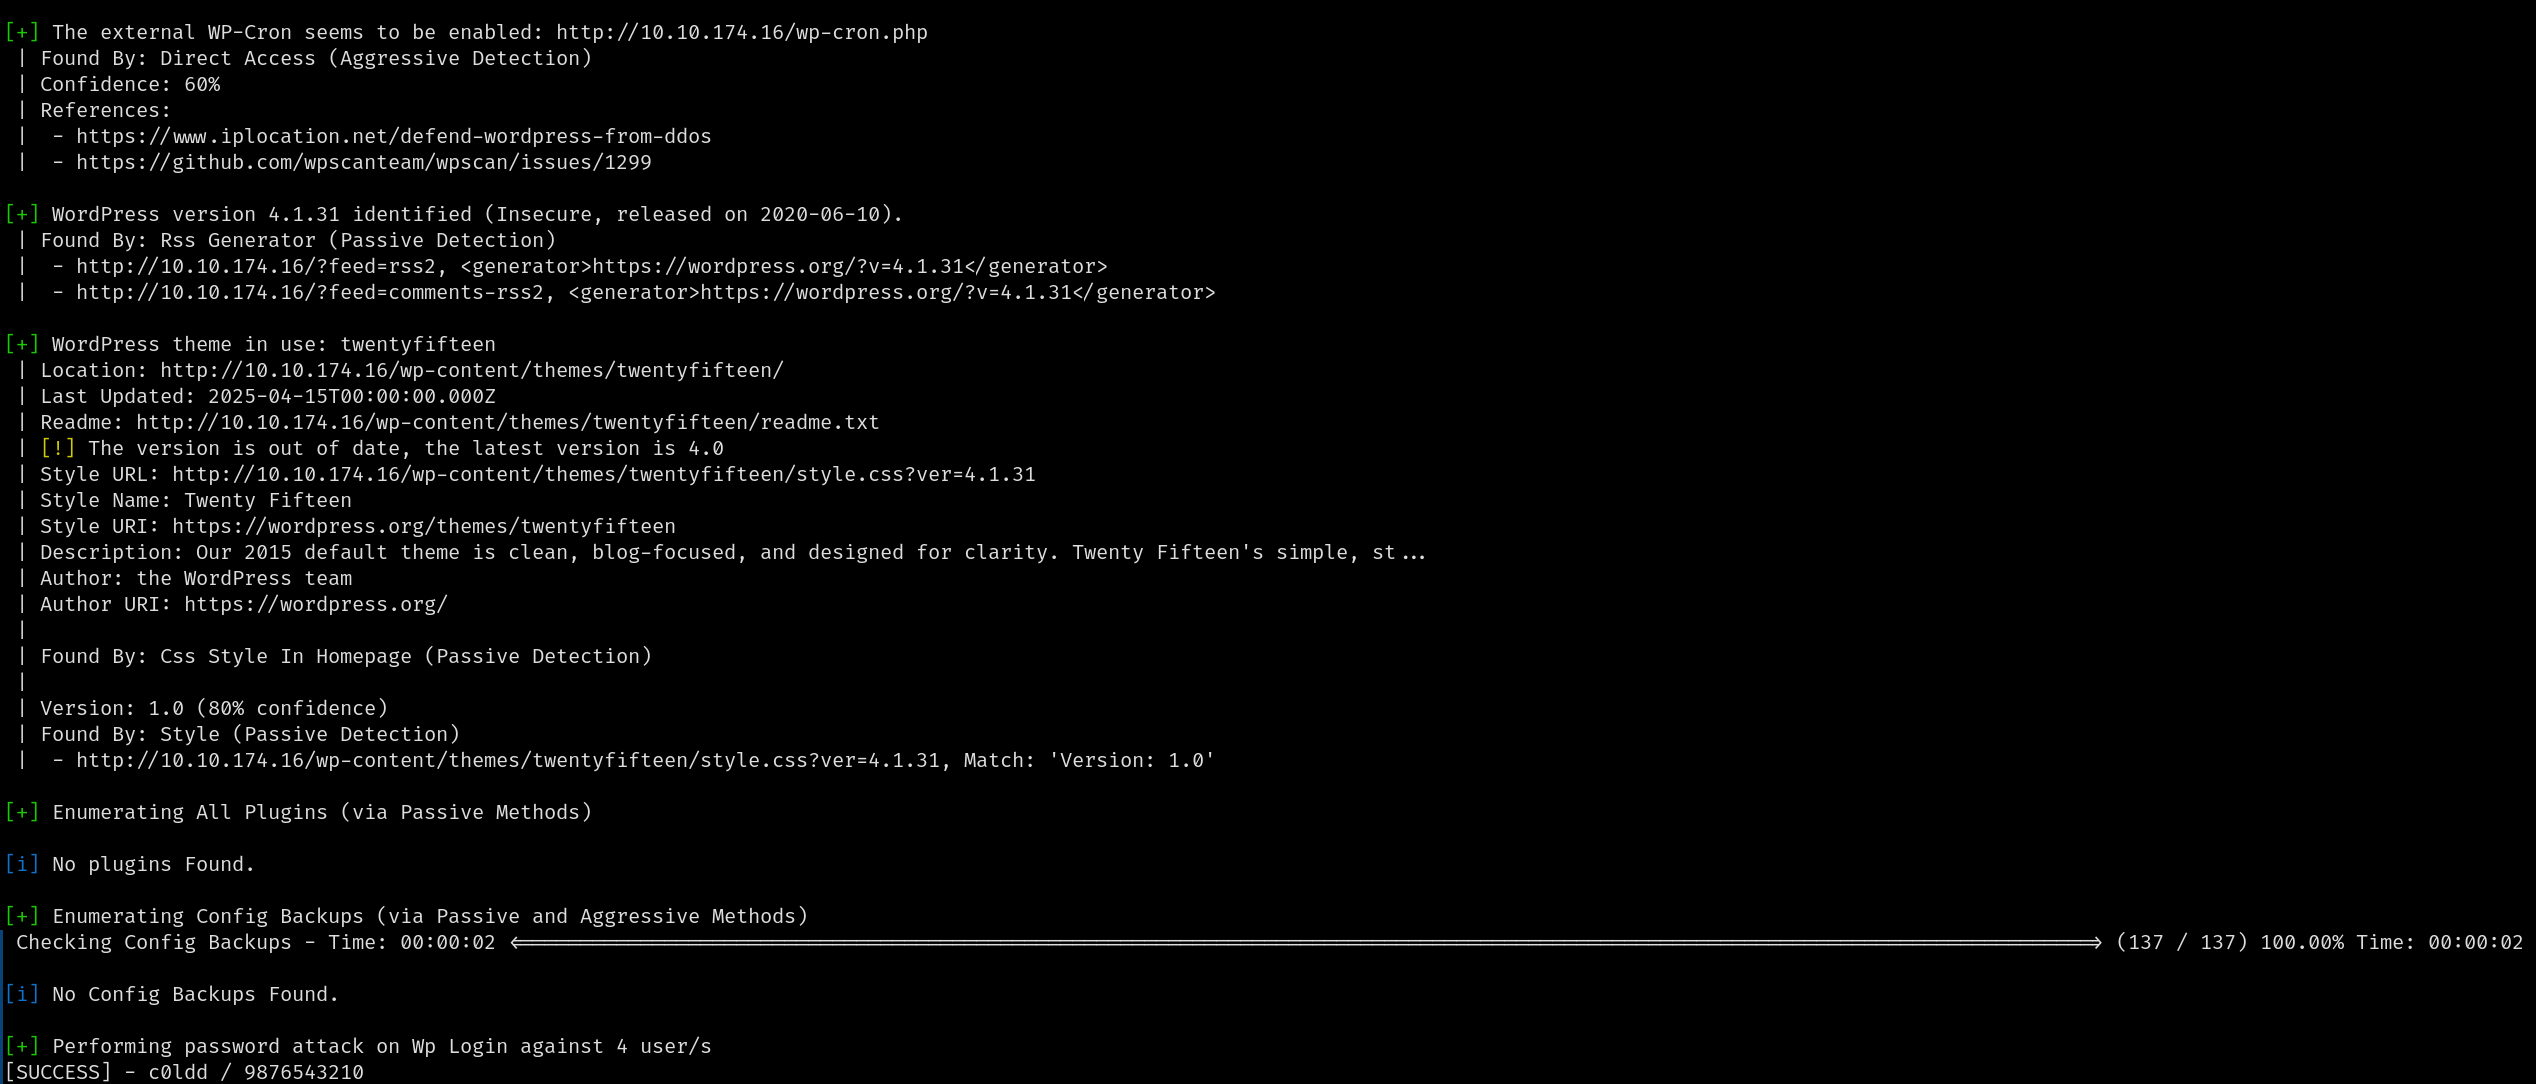 [+] The external WP-Cron seems to be enabled: http://10.10.174.16/wp-cron.php
 | Found By: Direct Access (Aggressive Detection)
 | Confidence: 60%
 | References:
 |  - https://www.iplocation.net/defend-wordpress-from-ddos
 |  - https://github.com/wpscanteam/wpscan/issues/1299

[+] WordPress version 4.1.31 identified (Insecure, released on 2020-06-10).
 | Found By: Rss Generator (Passive Detection)
 |  - http://10.10.174.16/?feed=rss2, <generator>https://wordpress.org/?v=4.1.31</generator>
 |  - http://10.10.174.16/?feed=comments-rss2, <generator>https://wordpress.org/?v=4.1.31</generator>

[+] WordPress theme in use: twentyfifteen
 | Location: http://10.10.174.16/wp-content/themes/twentyfifteen/
 | Last Updated: 2025-04-15T00:00:00.000Z
 | Readme: http://10.10.174.16/wp-content/themes/twentyfifteen/readme.txt
 | [!] The version is out of date, the latest version is 4.0
 | Style URL: http://10.10.174.16/wp-content/themes/twentyfifteen/style.css?ver=4.1.31
 | Style Name: Twenty Fifteen
 | Style URI: https://wordpress.org/themes/twentyfifteen
 | Description: Our 2015 default theme is clean, blog-focused, and designed for clarity. Twenty Fifteen's simple, st...
 | Author: the WordPress team
 | Author URI: https://wordpress.org/
 |
 | Found By: Css Style In Homepage (Passive Detection)
 |
 | Version: 1.0 (80% confidence)
 | Found By: Style (Passive Detection)
 |  - http://10.10.174.16/wp-content/themes/twentyfifteen/style.css?ver=4.1.31, Match: 'Version: 1.0'

[+] Enumerating All Plugins (via Passive Methods)

[i] No plugins Found.

[+] Enumerating Config Backups (via Passive and Aggressive Methods)
 Checking Config Backups - Time: 00:00:02 <==============================> (137 / 137) 100.00% Time: 00:00:02

[i] No Config Backups Found.

[+] Performing password attack on Wp Login against 4 user/s
[SUCCESS] - c0ldd / 9876543210